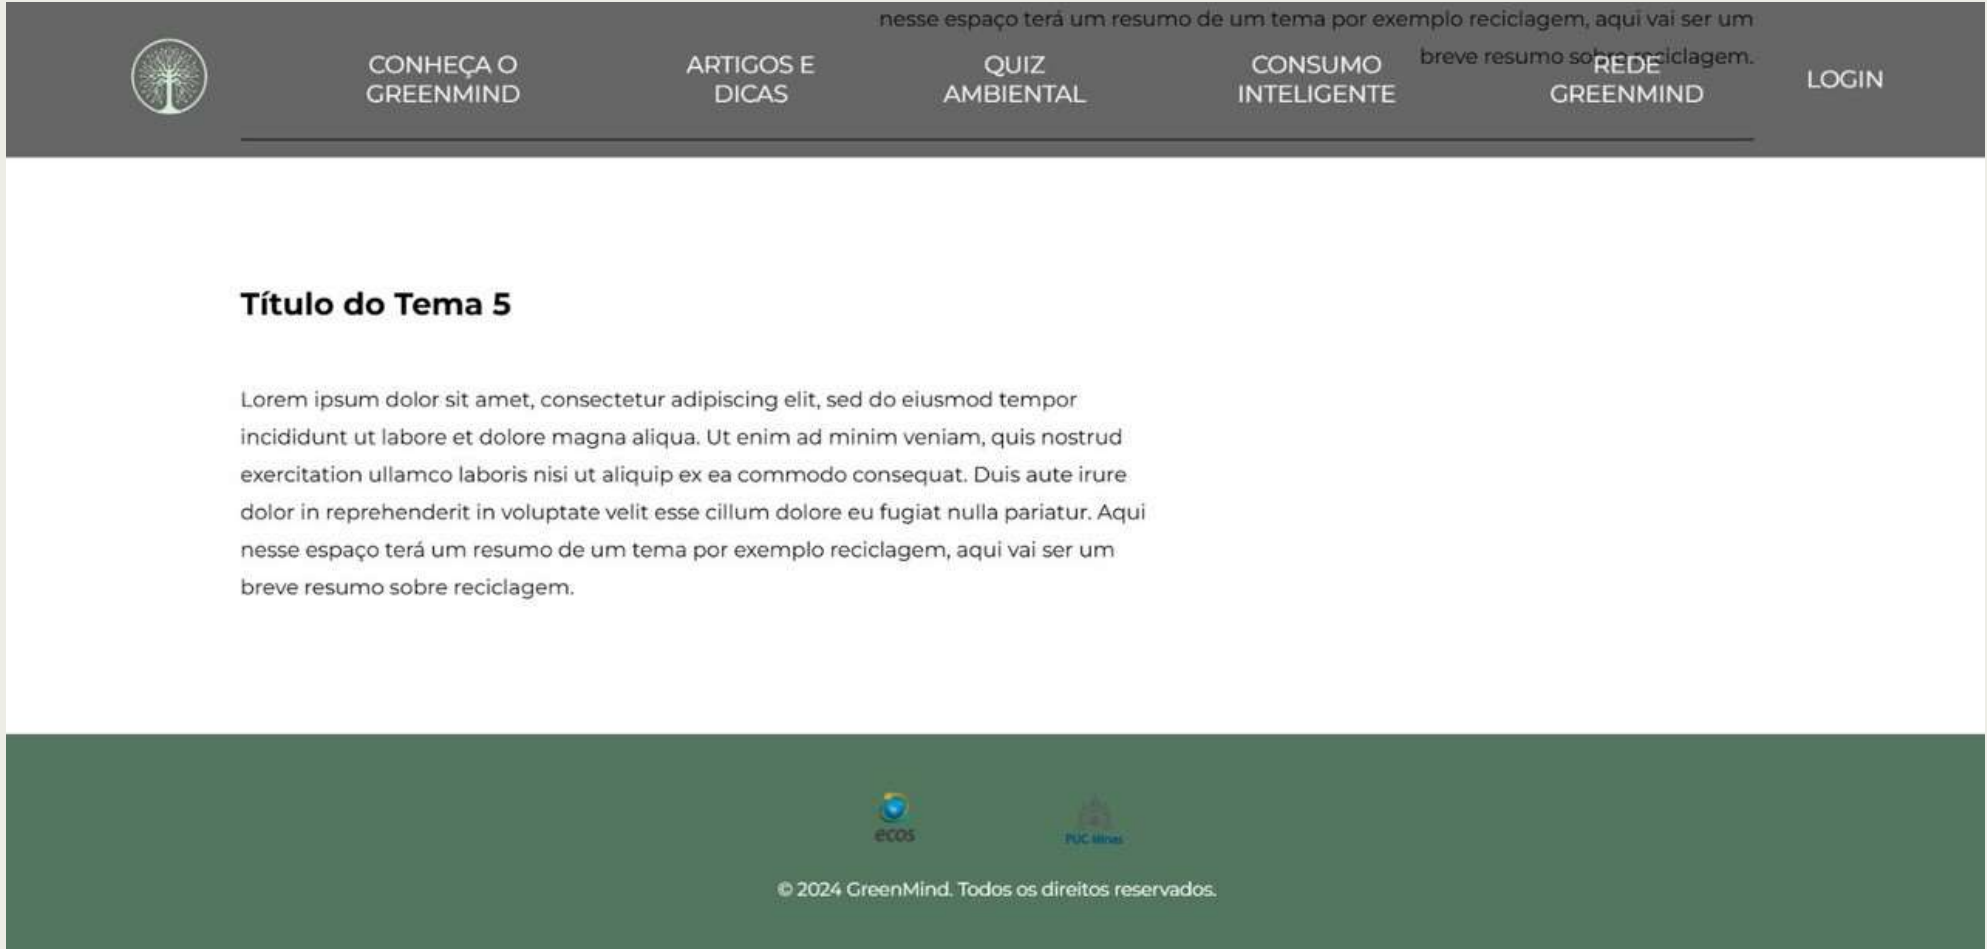 nesse espaço terá um resumo de um tema por exemplo reciclagem, aqui vai ser um
breve resumo sobre reciclagem.
CONHEÇA O
GREENMIND
ARTIGOS E
DICAS
QUIZ
AMBIENTAL
CONSUMO
INTELIGENTE
REDE
GREENMIND
LOGIN
Título do Tema 5
Lorem ipsum dolor sit amet, consectetur adipiscing elit, sed do eiusmod tempor
incididunt ut labore et dolore magna aliqua. Ut enim ad minim veniam, quis nostrud
exercitation ullamco laboris nisi ut aliquip ex ea commodo consequat. Duis aute irure
dolor in reprehenderit in voluptate velit esse cillum dolore eu fugiat nulla pariatur. Aqui
nesse espaço terá um resumo de um tema por exemplo reciclagem, aqui vai ser um
breve resumo sobre reciclagem.
ecos
PUC Minas
© 2024 GreenMind. Todos os direitos reservados.